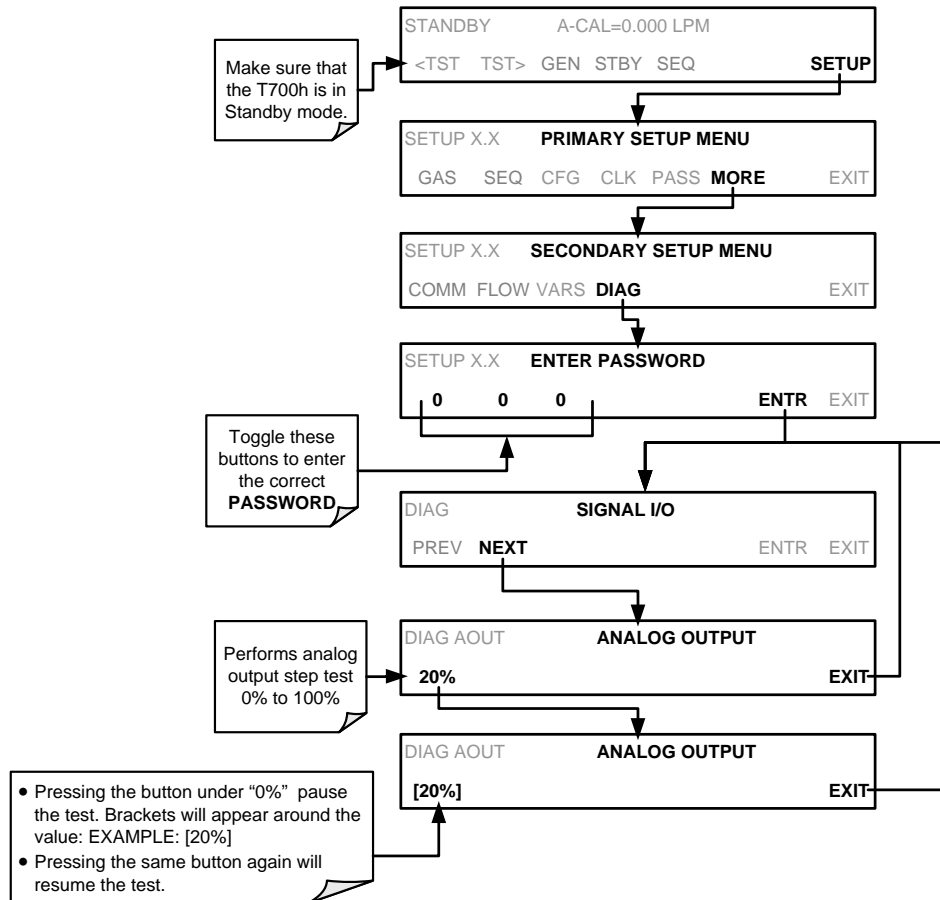 STANDBY A-CAL=0.000 LPM
<TST TST> GEN STBY SEQ SETUP
Make sure that
the T700h is in
Standby mode.
SETUP X.X PRIMARY SETUP MENU
GAS SEQ CFG CLK PASS MORE EXIT
SETUP X.X SECONDARY SETUP MENU
COMM FLOW VARS DIAG EXIT
SETUP X.X ENTER PASSWORD
0 0 0 ENTR EXIT
Toggle these
buttons to enter
the correct
PASSWORD
DIAG SIGNAL I/O
PREV NEXT ENTR EXIT
DIAG AOUT ANALOG OUTPUT
20% EXIT
Performs analog
output step test
0% to 100%
DIAG AOUT ANALOG OUTPUT
[20%] EXIT
• Pressing the button under “0%” pause
the test. Brackets will appear around the
value: EXAMPLE: [20%]
• Pressing the same button again will
resume the test.